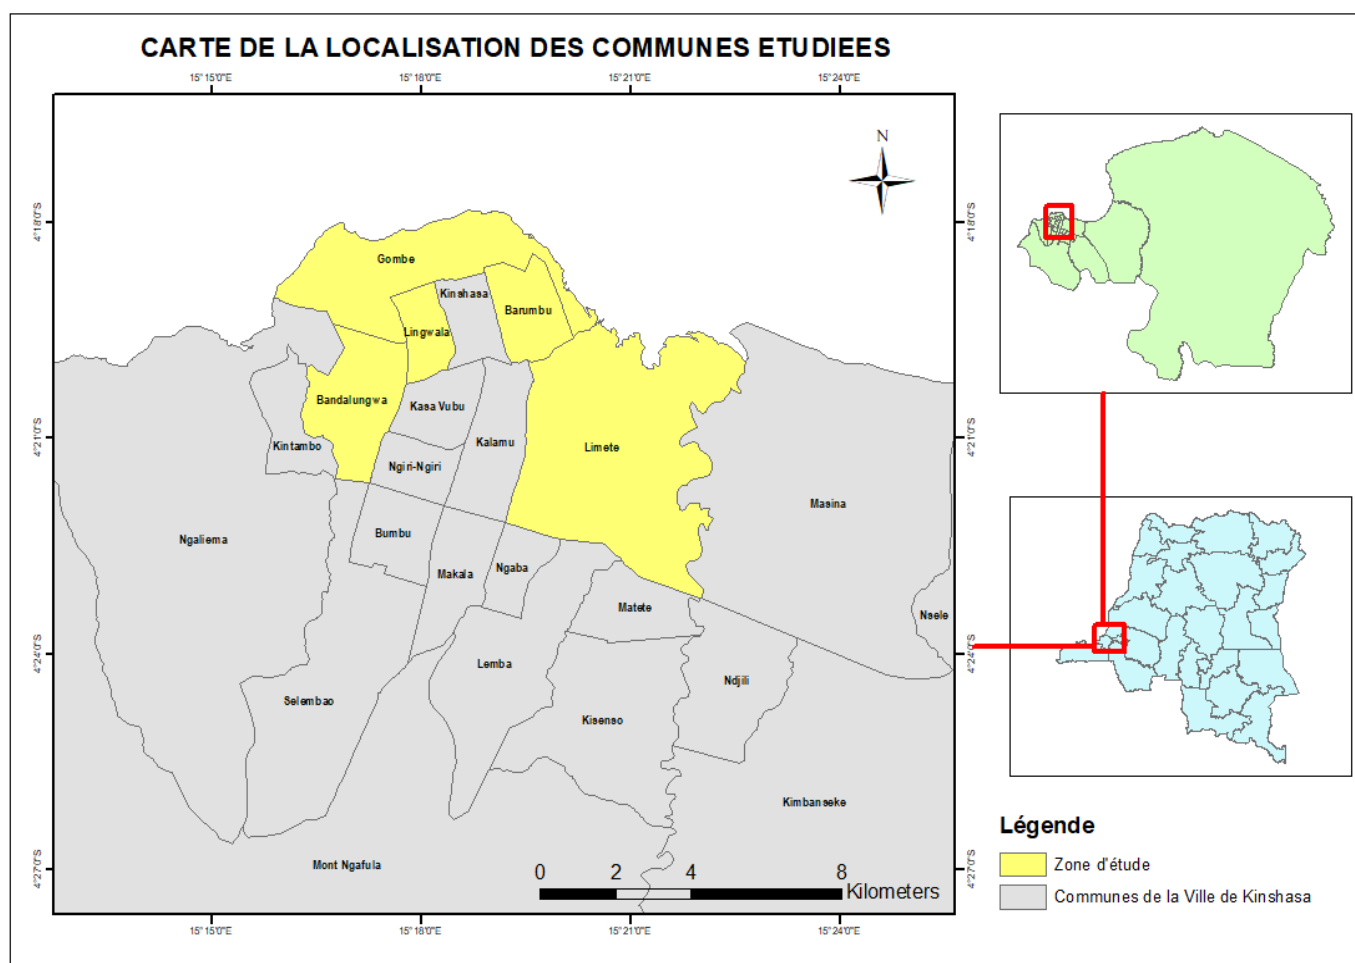 CARTE DE LA LOCALISATION DES COMMUNES ETUDIEES
15°15'0"E
15°18'0"E
15°21'0"E
15°24'0"E
N
4°18'0"S
4°18'0"S
Gombe
Kinshasa
Barumbu
Lingwala
Bandalungwa
Kasa Vubu
4°21'0"S
4°21'0"S
Kintambo
Kalamu
Limete
Ngiri-Ngiri
Masina
Ngaliema
Bumbu
Makala
Ngaba
Matete
Nsele
4°24'0"S
4°24'0"S
Lemba
Ndjili
Selembao
Kisenso
Kimbanseke
Mont Ngafula
4°27'0"S
4°27'0"S
0 2 4 8
Kilometers
15°15'0"E
15°18'0"E
15°21'0"E
15°24'0"E
Légende
Zone d'étude
Communes de la Ville de Kinshasa